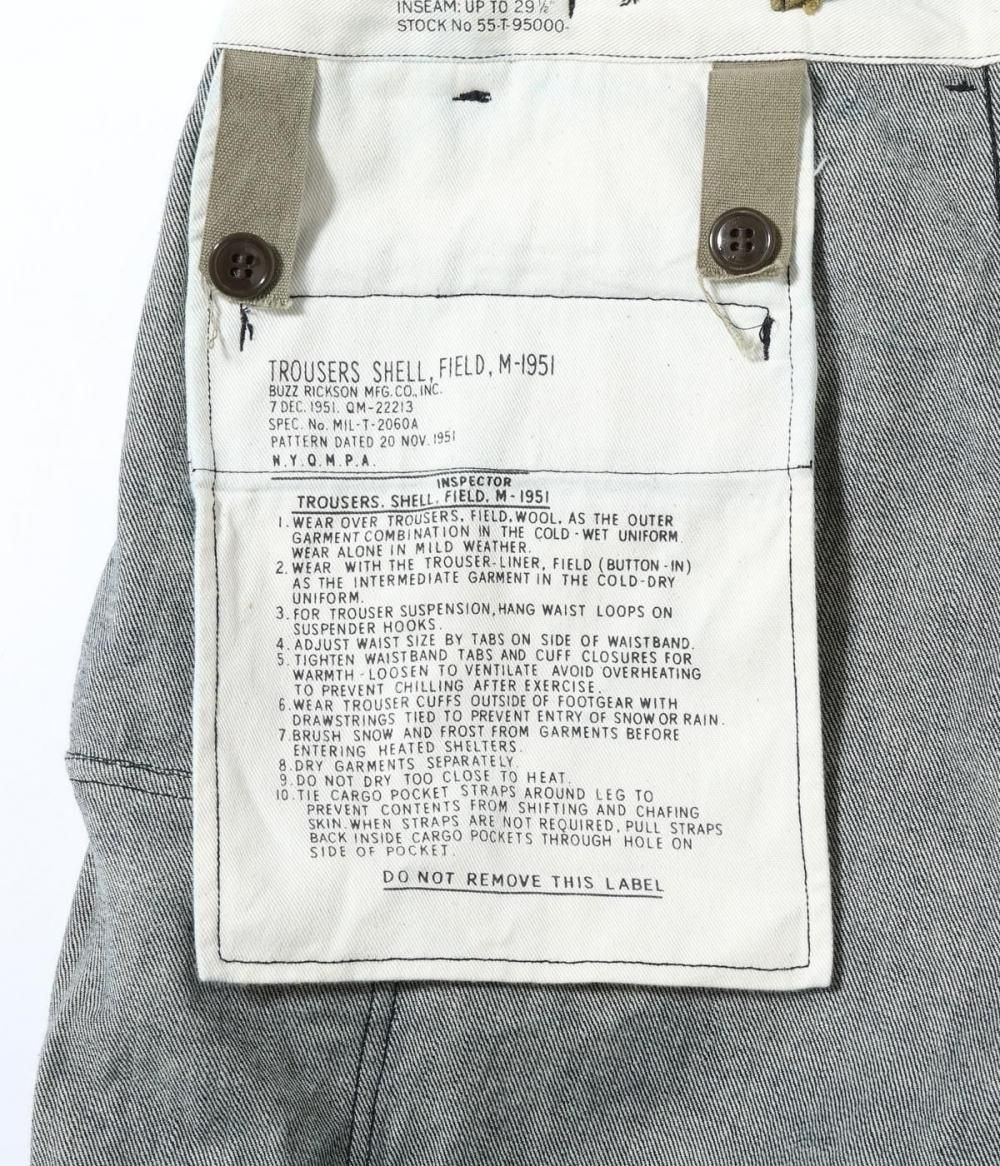 INSEAM: UP TO 29 ½"
STOCK No 55-T-95000-
TROUSERS SHELL, FIELD, M-1951
BUZZ RICKSON MFG. CO., INC.
7 DEC. 1951. QM-22213
SPEC. No. MIL-T-2060A
PATTERN DATED 20 NOV. 1951
N.Y.Q.M.P.A.
INSPECTOR
TROUSERS, SHELL, FIELD, M-1951
1. WEAR OVER TROUSERS, FIELD, WOOL, AS THE OUTER
GARMENT COMBINATION IN THE COLD-WET UNIFORM.
WEAR ALONE IN MILD WEATHER.
2. WEAR WITH THE TROUSER-LINER, FIELD (BUTTON-IN)
AS THE INTERMEDIATE GARMENT IN THE COLD-DRY
UNIFORM.
3. FOR TROUSER SUSPENSION, HANG WAIST LOOPS ON
SUSPENDER HOOKS.
4. ADJUST WAIST SIZE BY TABS ON SIDE OF WAISTBAND.
5. TIGHTEN WAISTBAND TABS AND CUFF CLOSURES FOR
WARMTH-LOOSEN TO VENTILATE AVOID OVERHEATING
TO PREVENT CHILLING AFTER EXERCISE.
6. WEAR TROUSER CUFFS OUTSIDE OF FOOTGEAR WITH
DRAWSTRINGS TIED TO PREVENT ENTRY OF SNOW OR RAIN.
7. BRUSH SNOW AND FROST FROM GARMENTS BEFORE
ENTERING HEATED SHELTERS.
8. DRY GARMENTS SEPARATELY.
9. DO NOT DRY TOO CLOSE TO HEAT.
10. TIE CARGO POCKET STRAPS AROUND LEG TO
PREVENT CONTENTS FROM SHIFTING AND CHAFING
SKIN. WHEN STRAPS ARE NOT REQUIRED, PULL STRAPS
BACK INSIDE CARGO POCKETS THROUGH HOLE ON
SIDE OF POCKET.
DO NOT REMOVE THIS LABEL